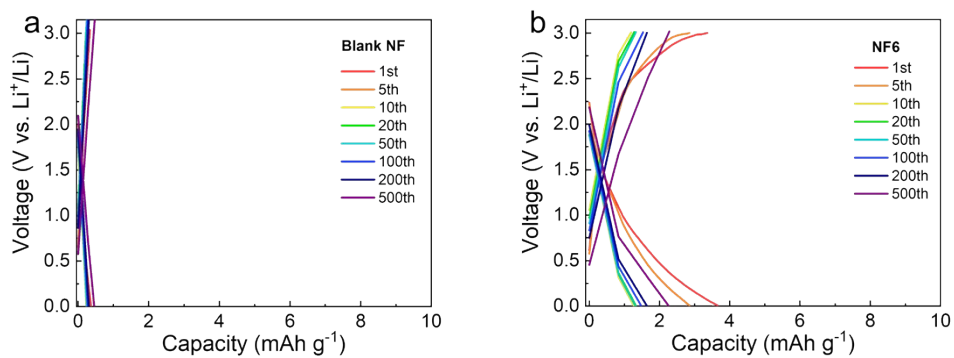 a
Blank NF
1st
5th
10th
20th
50th
100th
200th
500th
3.0
2.5
2.0
1.5
1.0
0.5
0.0
Voltage (V vs. Li⁺/Li)
0 2 4 6 8 10
Capacity (mAh g⁻¹)
b
NF6
1st
5th
10th
20th
50th
100th
200th
500th
3.0
2.5
2.0
1.5
1.0
0.5
0.0
Voltage (V vs. Li⁺/Li)
0 2 4 6 8 10
Capacity (mAh g⁻¹)